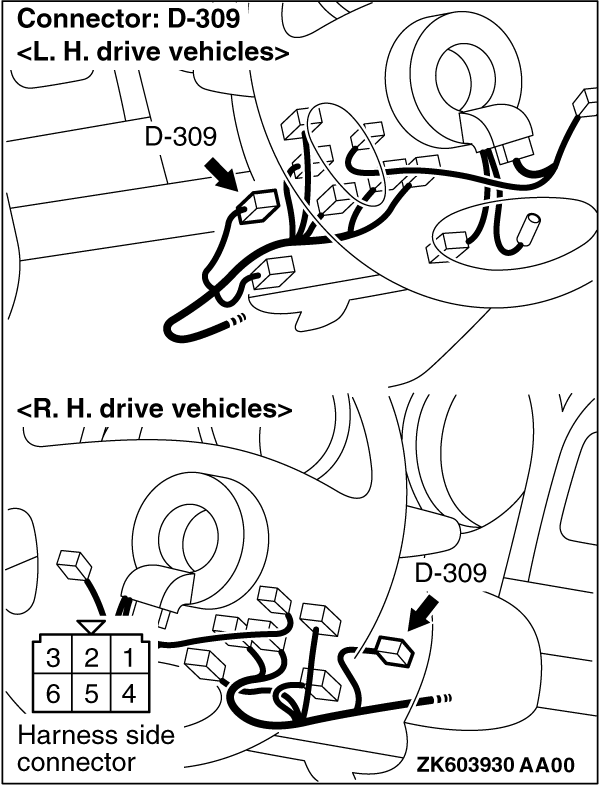 Connector: D-309
<L. H. drive vehicles>
D-309
<R. H. drive vehicles>
D-309
3 2 1
6 5 4
Harness side
connector
ZK603930 AA00